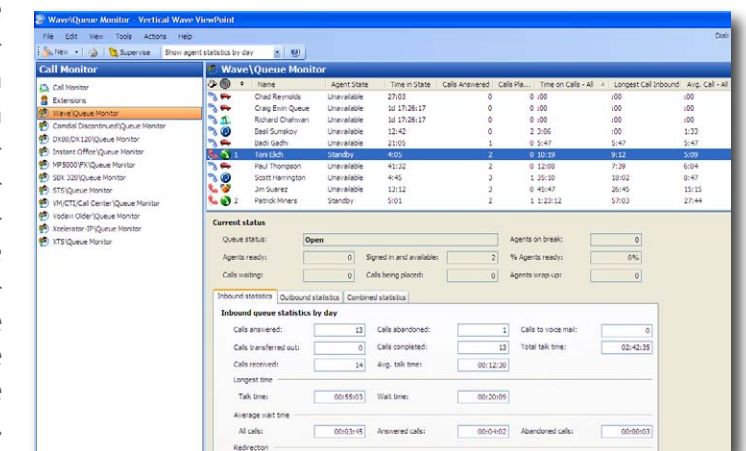 Wave\Queue Monitor - Vertical Wave ViewPoint
File Edit View Tools Actions Help
New Supervise Show agent statistics by day
Call Monitor
Call Monitor
Extensions
Wave\Queue Monitor
Comdial Discontinued\Queue Monitor
DX80/DX120\Queue Monitor
Instant Office\Queue Monitor
MP5000\FX\Queue Monitor
SBX 320\Queue Monitor
STS\Queue Monitor
VM/CTI/Call Center\Queue Monitor
Vodavi Older\Queue Monitor
Xcelerator-IP\Queue Monitor
XTS\Queue Monitor
Wave\Queue Monitor
Name Agent State Time in State Calls Answered Calls Pla... Time on Calls - All Longest Call Inbound Avg. Call - All
Chad Reynolds Unavailable 27:03 0 0 :00 :00 :00
Craig Ewin Queue Unavailable 1d 17:26:17 0 0 :00 :00 :00
Richard Chahwan Unavailable 1d 17:26:17 0 0 :00 :00 :00
Basil Sumskoy Unavailable 12:42 0 2 3:06 :00 1:33
Badi Gadhi Unavailable 21:05 1 0 5:47 5:47 5:47
1 Toni Elich Standby 4:05 2 0 10:19 9:12 5:09
Paul Thompson Unavailable 41:32 2 0 12:08 7:39 6:04
Scott Harrington Unavailable 4:45 3 1 35:10 18:02 8:47
Jim Suarez Unavailable 13:12 3 0 45:47 26:45 15:15
2 Patrick Miners Standby 5:01 2 1 1:23:12 57:03 27:44
Current status
Queue status: Open Agents on break: 0
Agents ready: 0 Signed in and available: 2 % Agents ready: 0%
Calls waiting: 0 Calls being placed: 0 Agents wrap-up: 0
Inbound statistics Outbound statistics Combined statistics
Inbound queue statistics by day
Calls answered: 13 Calls abandoned: 1 Calls to voice mail: 0
Calls transferred out: 0 Calls completed: 13 Total talk time: 02:42:35
Calls received: 14 Avg. talk time: 00:12:30
Longest time
Talk time: 00:55:03 Wait time: 00:20:09
Average wait time
All calls: 00:03:45 Answered calls: 00:04:02 Abandoned calls: 00:00:03
Redirection